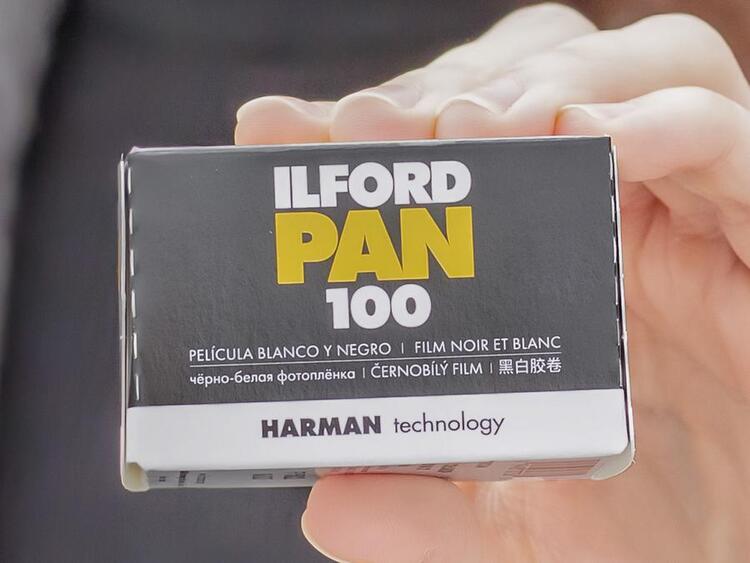 ILFORD
PAN
100
PELÍCULA BLANCO Y NEGRO | FILM NOIR ET BLANC
чёрно-белая фотоплёнка | ČERNOBÍLÝ FILM | 黑白胶卷
HARMAN technology